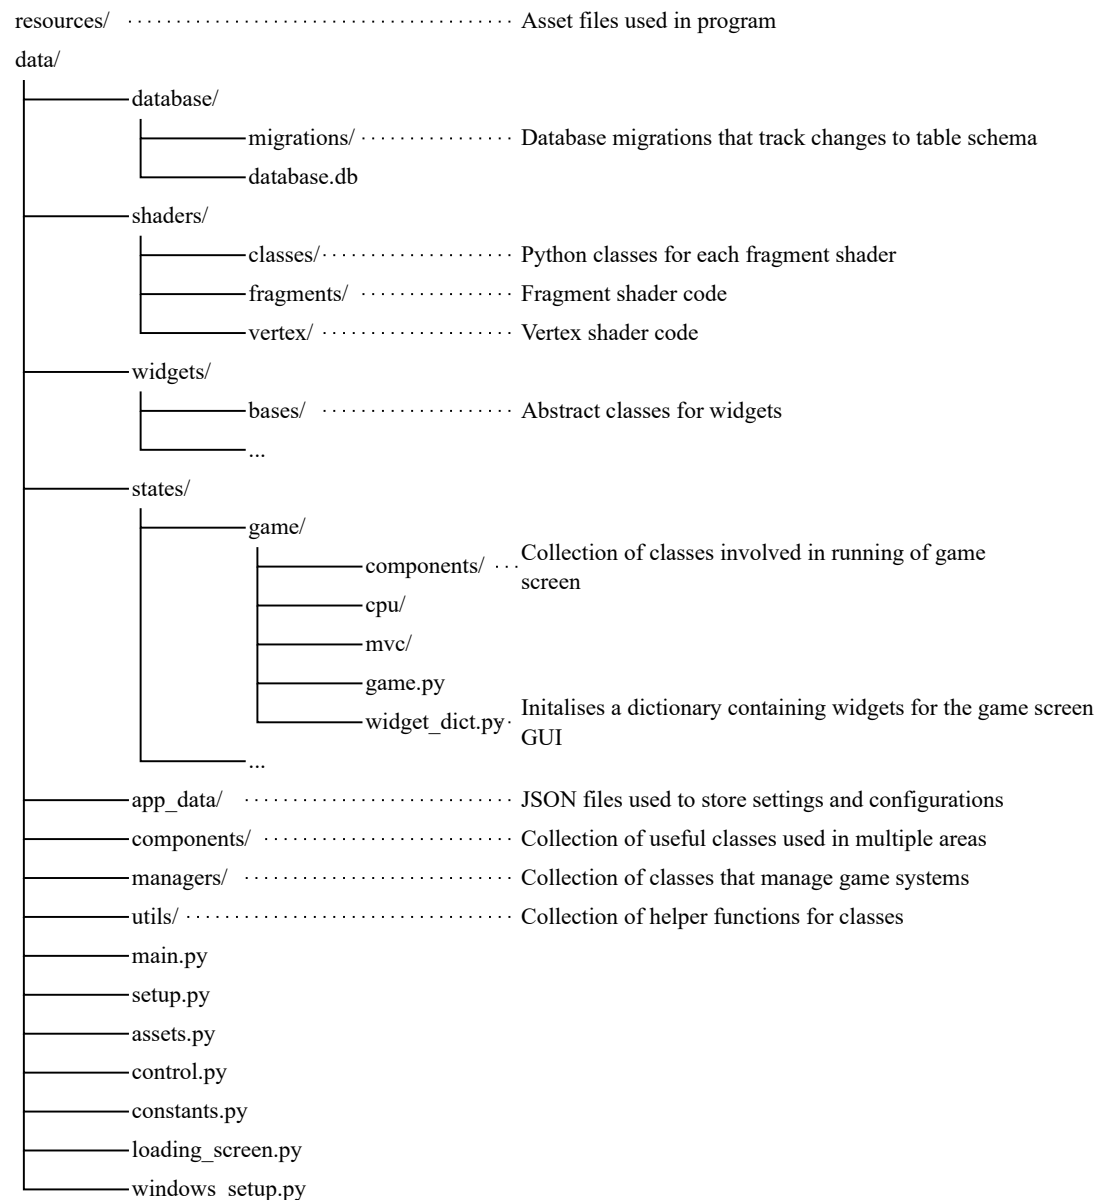 resources/ Asset files used in program
data/
database/
migrations/ Database migrations that track changes to table schema
database.db
shaders/
classes/ Python classes for each fragment shader
fragments/ Fragment shader code
vertex/ Vertex shader code
widgets/
bases/ Abstract classes for widgets
...
states/
game/
components/ Collection of classes involved in running of game
screen
cpu/
mvc/
game.py
widget_dict.py Initalises a dictionary containing widgets for the game screen
GUI
...
app_data/ JSON files used to store settings and configurations
components/ Collection of useful classes used in multiple areas
managers/ Collection of classes that manage game systems
utils/ Collection of helper functions for classes
main.py
setup.py
assets.py
control.py
constants.py
loading_screen.py
windows_setup.py